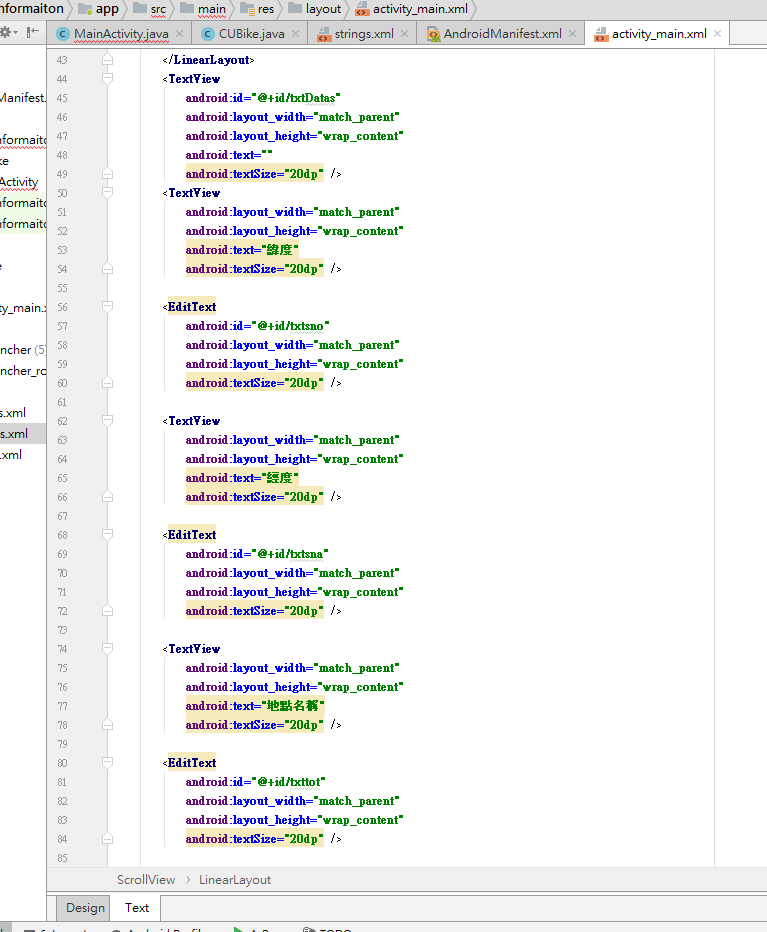 nformaiton app src main res layout activity_main.xml
MainActivity.java CUBike.java strings.xml AndroidManifest.xml activity_main.xml
43 </LinearLayout>
44 <TextView
45 android:id="@+id/txtDatas"
46 android:layout_width="match_parent"
47 android:layout_height="wrap_content"
48 android:text=""
49 android:textSize="20dp" />
50 <TextView
51 android:layout_width="match_parent"
52 android:layout_height="wrap_content"
53 android:text="緯度"
54 android:textSize="20dp" />
55
56 <EditText
57 android:id="@+id/txtsno"
58 android:layout_width="match_parent"
59 android:layout_height="wrap_content"
60 android:textSize="20dp" />
61
62 <TextView
63 android:layout_width="match_parent"
64 android:layout_height="wrap_content"
65 android:text="經度"
66 android:textSize="20dp" />
67
68 <EditText
69 android:id="@+id/txtsna"
70 android:layout_width="match_parent"
71 android:layout_height="wrap_content"
72 android:textSize="20dp" />
73
74 <TextView
75 android:layout_width="match_parent"
76 android:layout_height="wrap_content"
77 android:text="地點名稱"
78 android:textSize="20dp" />
79
80 <EditText
81 android:id="@+id/txttot"
82 android:layout_width="match_parent"
83 android:layout_height="wrap_content"
84 android:textSize="20dp" />
85
Manifest.
nformaito
ke
Activity
nformaito
nformaito
e
ty_main.x
ncher (5)
ncher_ro
s.xml
s.xml
.xml
ScrollView › LinearLayout
Design Text
TODO